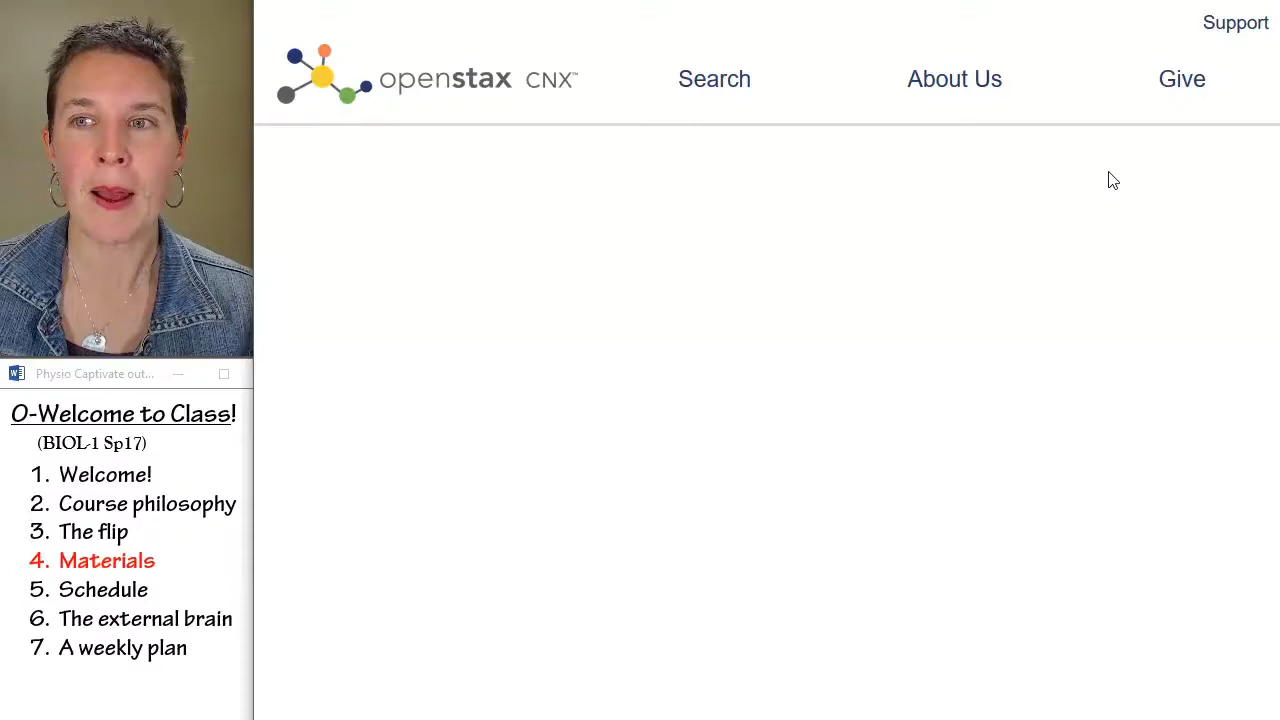 Support
openstax CNX™
Search
About Us
Give
Physio Captivate out...
O-Welcome to Class!
(BIOL-1 Sp17)
1. Welcome!
2. Course philosophy
3. The flip
4. Materials
5. Schedule
6. The external brain
7. A weekly plan